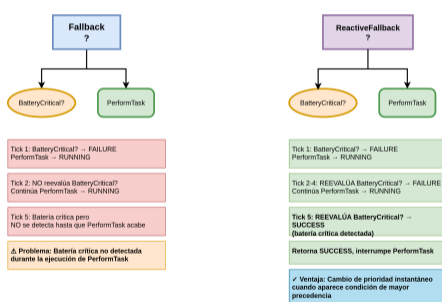 Fallback
?
BatteryCritical?
PerformTask
Tick 1: BatteryCritical? → FAILURE
PerformTask → RUNNING
Tick 2: NO reevalúa BatteryCritical?
Continúa PerformTask → RUNNING
Tick 5: Batería crítica pero
NO se detecta hasta que PerformTask acabe
⚠ Problema: Batería crítica no detectada
durante la ejecución de PerformTask
ReactiveFallback
?
BatteryCritical?
PerformTask
Tick 1: BatteryCritical? → FAILURE
PerformTask → RUNNING
Tick 2-4: REEVALÚA BatteryCritical? → FAILURE
Continúa PerformTask → RUNNING
Tick 5: REEVALÚA BatteryCritical? →
SUCCESS
(batería crítica detectada)
Retorna SUCCESS, interrumpe PerformTask
✓ Ventaja: Cambio de prioridad instantáneo
cuando aparece condición de mayor
precedencia